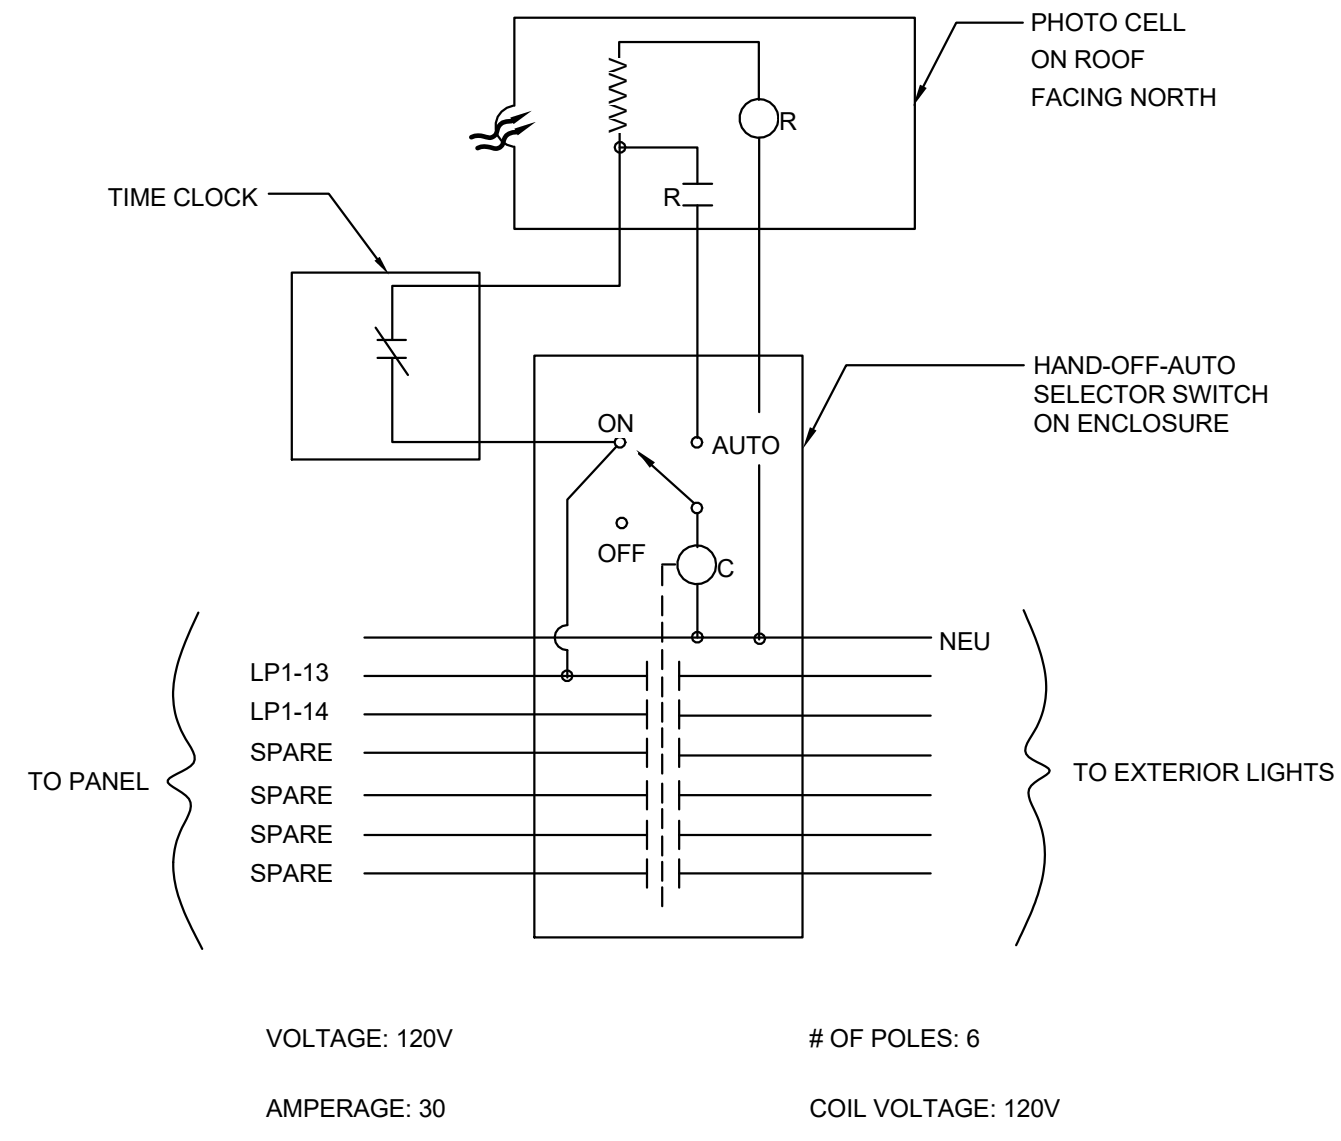 PHOTO CELL
ON ROOF
FACING NORTH
R
R
TIME CLOCK
HAND-OFF-AUTO
SELECTOR SWITCH
ON ENCLOSURE
ON
AUTO
OFF
C
NEU
LP1-13
LP1-14
SPARE
SPARE
SPARE
SPARE
TO PANEL
TO EXTERIOR LIGHTS
VOLTAGE: 120V
# OF POLES: 6
AMPERAGE: 30
COIL VOLTAGE: 120V